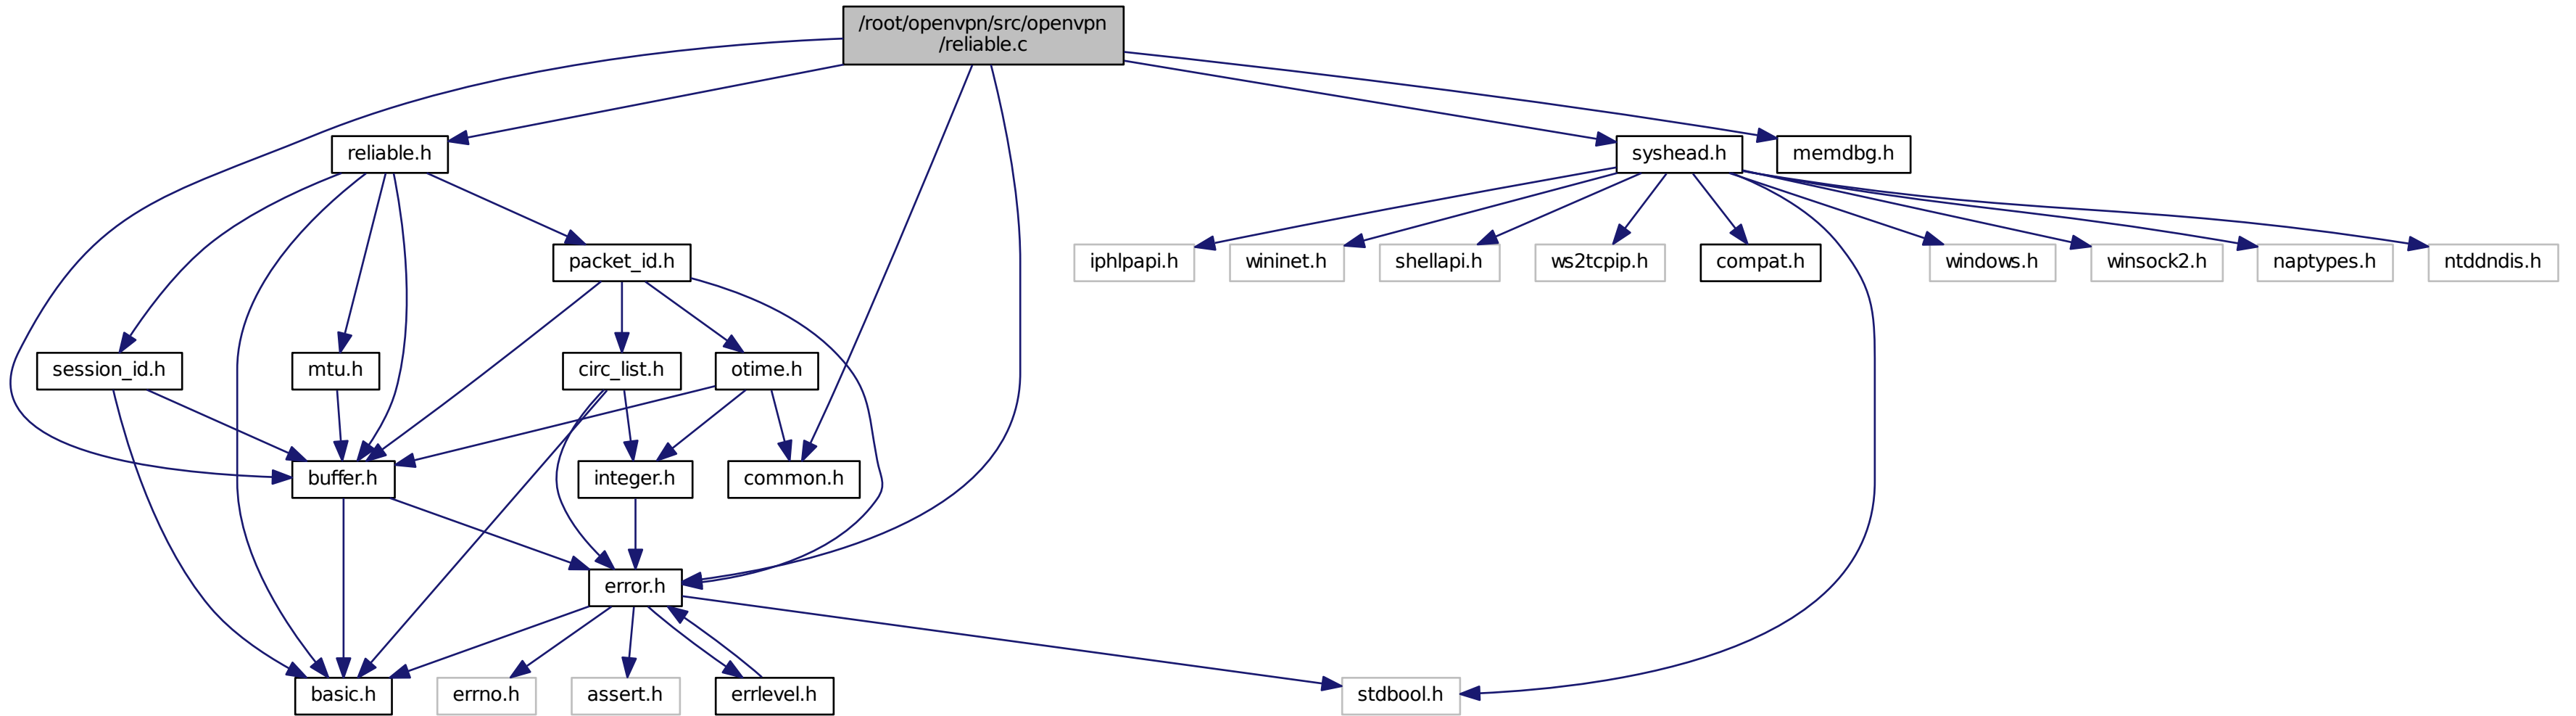 /root/openvpn/src/openvpn
/reliable.c
reliable.h
syshead.h
memdbg.h
packet_id.h
iphlpapi.h
wininet.h
shellapi.h
ws2tcpip.h
compat.h
windows.h
winsock2.h
naptypes.h
ntddndis.h
session_id.h
mtu.h
circ_list.h
otime.h
buffer.h
integer.h
common.h
error.h
basic.h
errno.h
assert.h
errlevel.h
stdbool.h